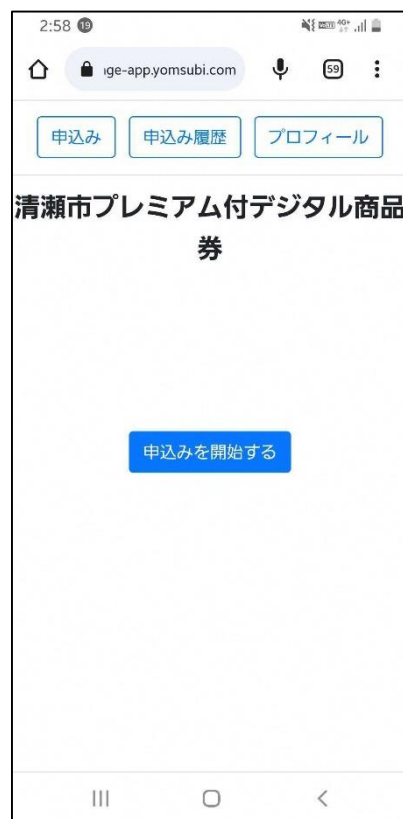 2:58 19
ige-app.yomsubi.com 59
申込み 申込み履歴 プロフィール
清瀬市プレミアム付デジタル商品
券
申込みを開始する